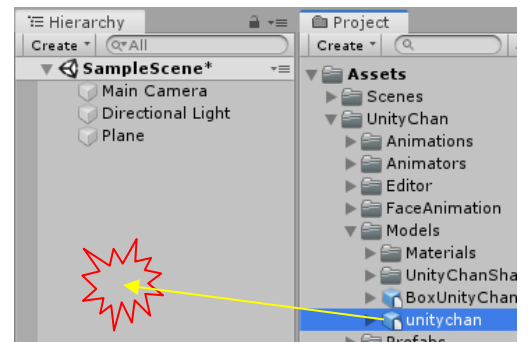 Hierarchy
Create
All
SampleScene*
Main Camera
Directional Light
Plane
Project
Create
Assets
Scenes
UnityChan
Animations
Animators
Editor
FaceAnimation
Models
Materials
UnityChanSha
BoxUnityChan
unitychan
Prefabs